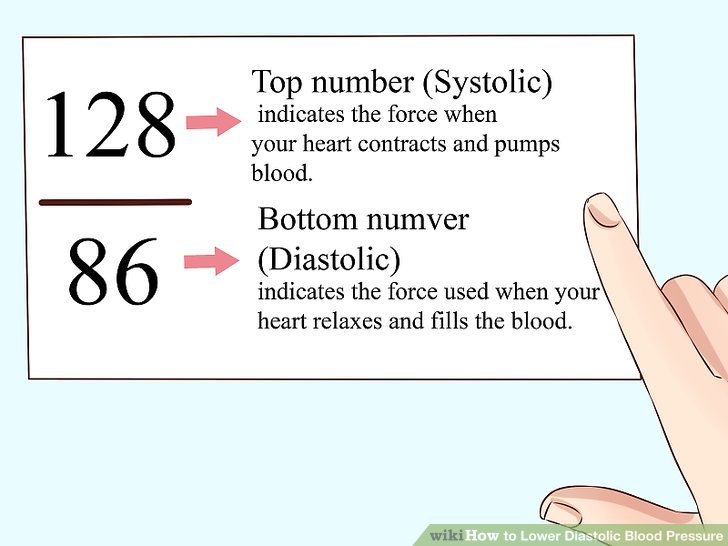 128
Top number (Systolic)
indicates the force when
your heart contracts and pumps
blood.
86
Bottom numver
(Diastolic)
indicates the force used when your
heart relaxes and fills the blood.
wikiHow to Lower Diastolic Blood Pressure